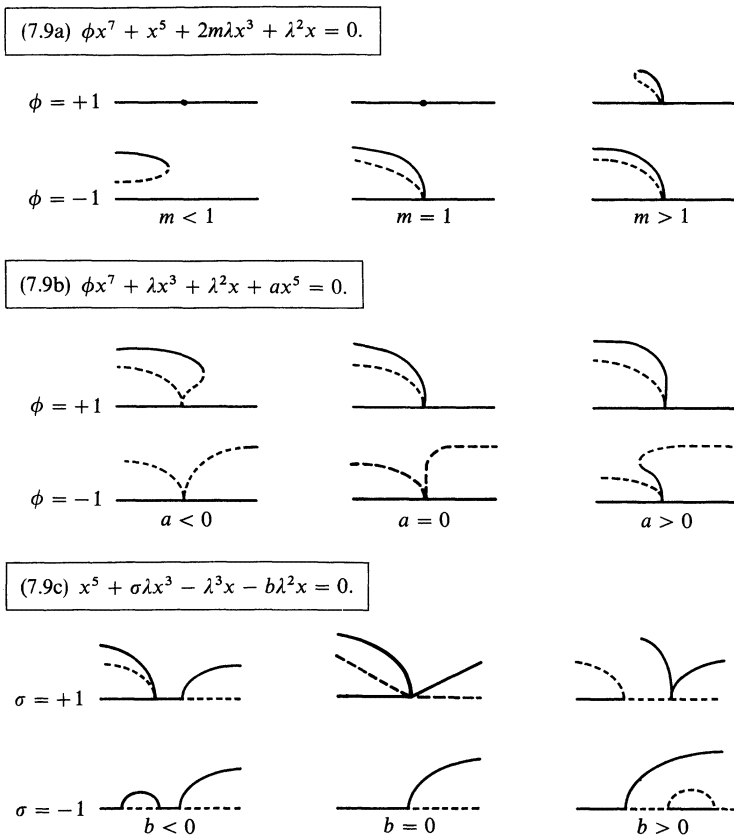 (7.9a) ϕx⁷ + x⁵ + 2mλx³ + λ²x = 0.
ϕ = +1
ϕ = −1
m < 1 m = 1 m > 1
(7.9b) ϕx⁷ + λx³ + λ²x + ax⁵ = 0.
ϕ = +1
ϕ = −1
a < 0 a = 0 a > 0
(7.9c) x⁵ + σλx³ − λ³x − bλ²x = 0.
σ = +1
σ = −1
b < 0 b = 0 b > 0